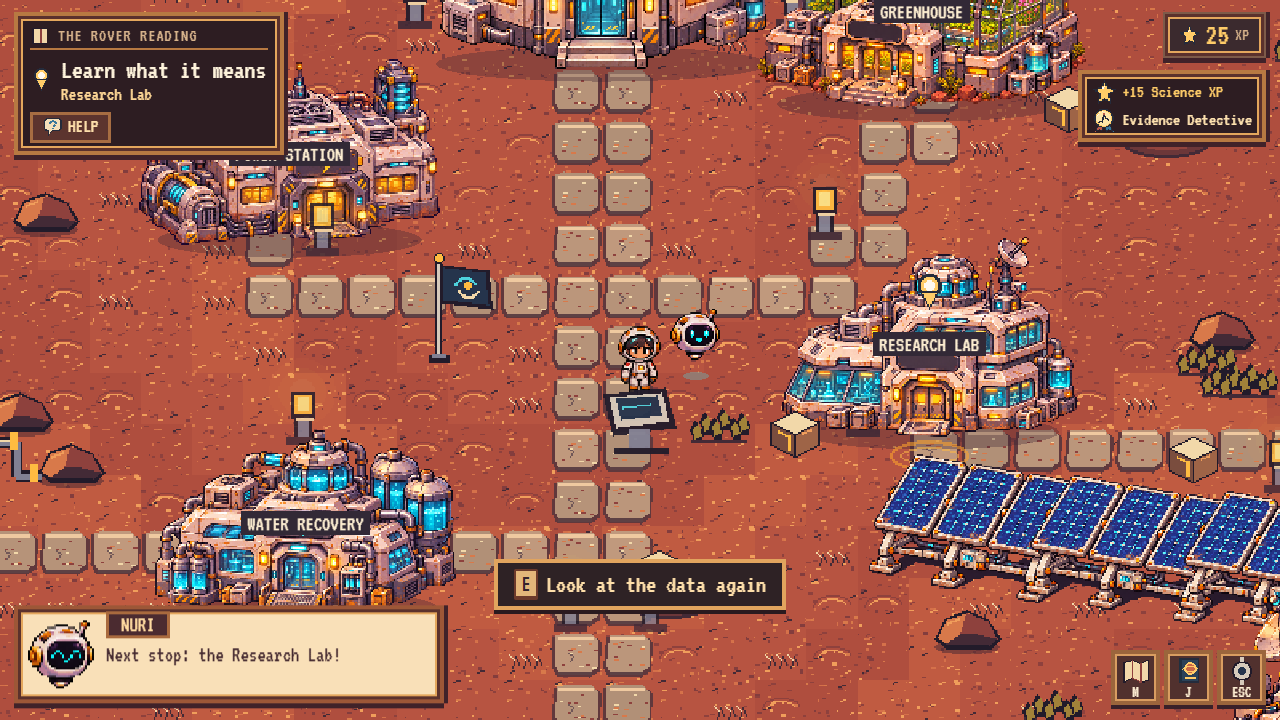 THE ROVER READING
Learn what it means
Research Lab
HELP
GREENHOUSE
25 XP
+15 Science XP
Evidence Detective
STATION
RESEARCH LAB
WATER RECOVERY
E Look at the data again
NURI
Next stop: the Research Lab!
M
J
ESC